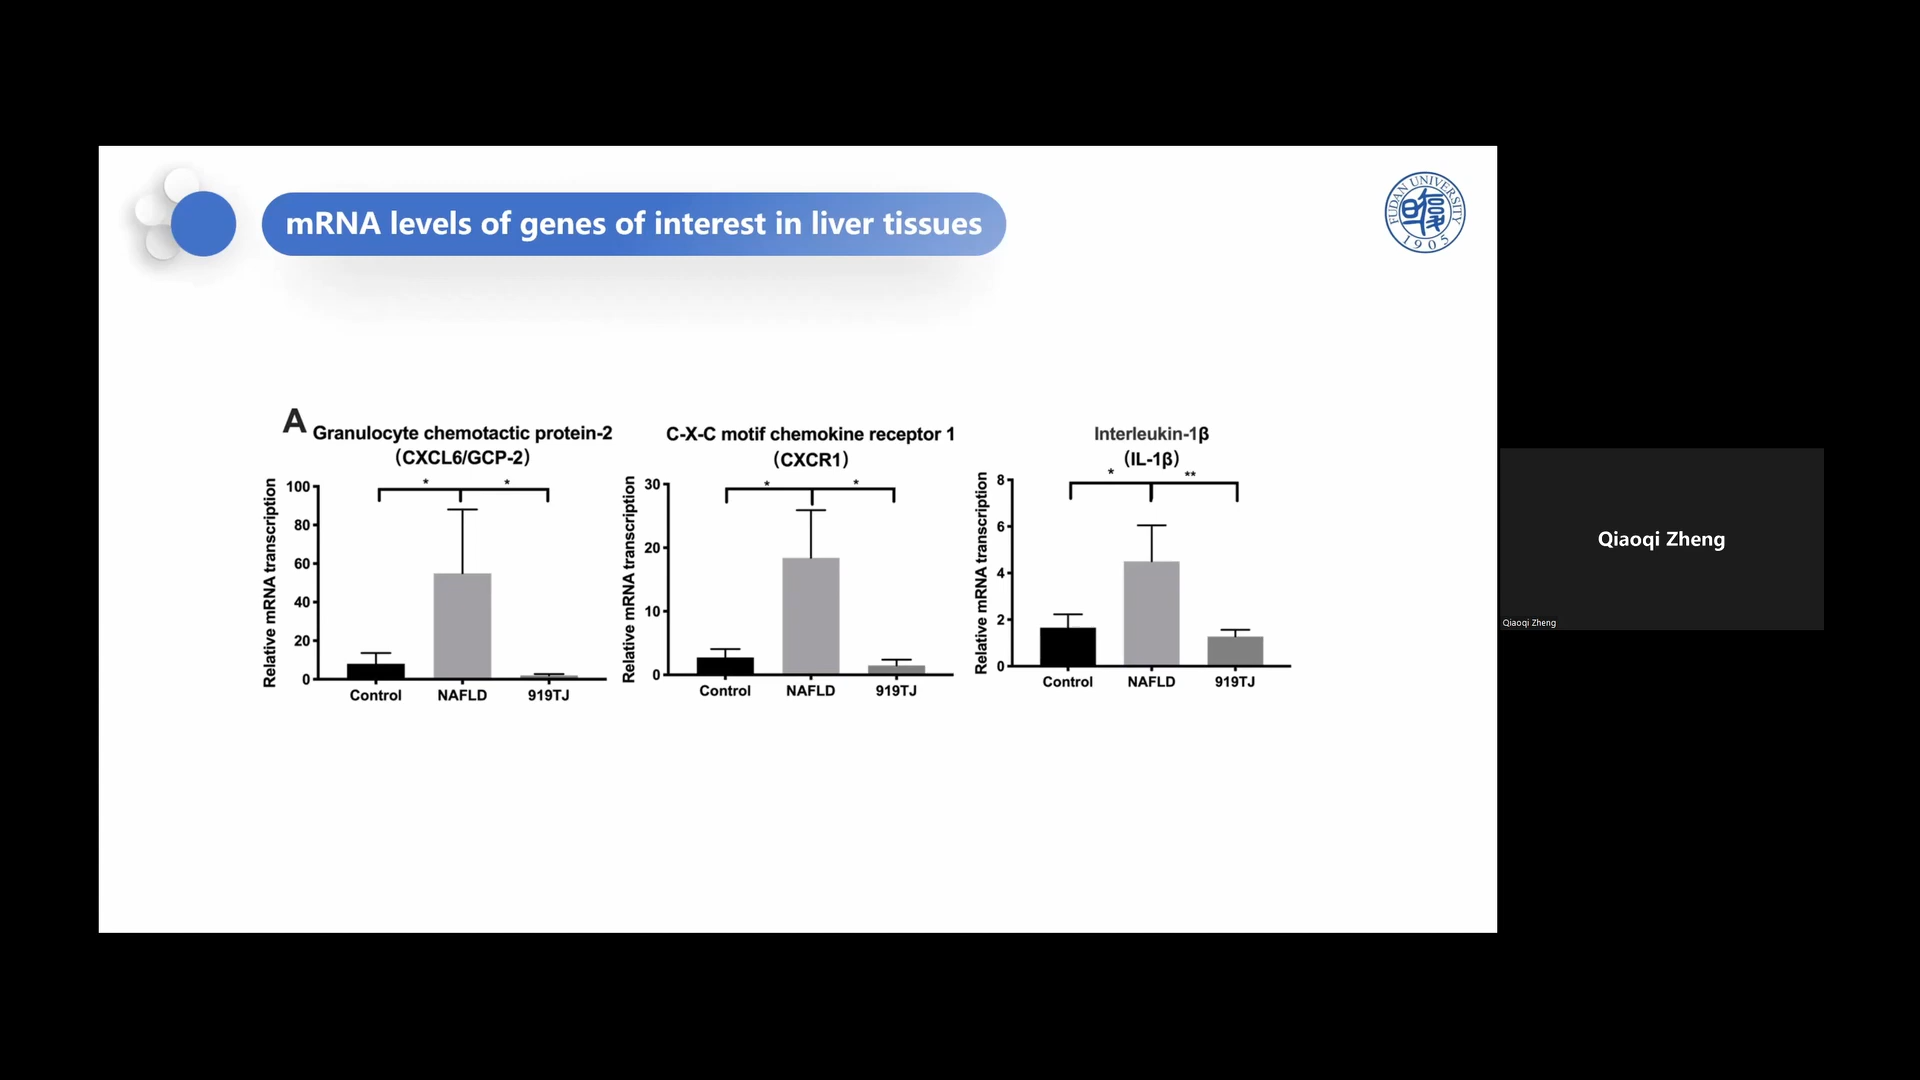 mRNA levels of genes of interest in liver tissues
FUDAN UNIVERSITY
1905
A
Granulocyte chemotactic protein-2
(CXCL6/GCP-2)
Relative mRNA transcription
100
80
60
40
20
0
*
*
Control
NAFLD
919TJ
C-X-C motif chemokine receptor 1
(CXCR1)
Relative mRNA transcription
30
20
10
0
*
*
Control
NAFLD
919TJ
Interleukin-1β
(IL-1β)
Relative mRNA transcription
8
6
4
2
0
*
**
Control
NAFLD
919TJ
Qiaoqi Zheng
Qiaoqi Zheng